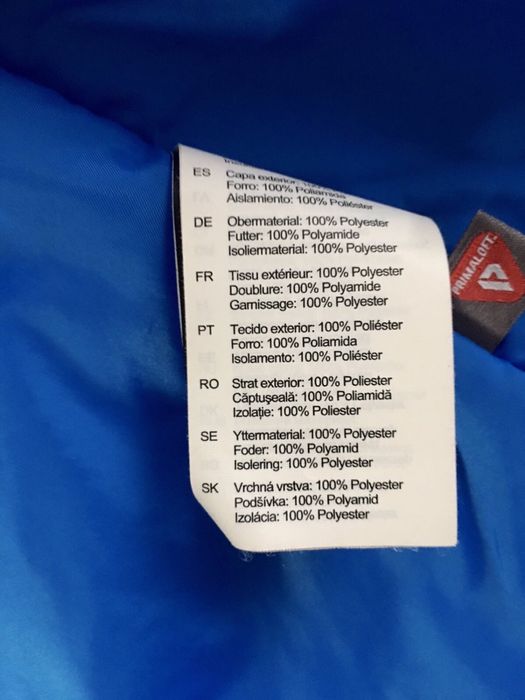 ES Capa exterior: 100%
Forro: 100% Poliamida
Aislamiento: 100% Poliéster
DE Obermaterial: 100% Polyester
Futter: 100% Polyamide
Isoliermaterial: 100% Polyester
FR Tissu extérieur: 100% Polyester
Doublure: 100% Polyamide
Garnissage: 100% Polyester
PT Tecido exterior: 100% Poliéster
Forro: 100% Poliamida
Isolamento: 100% Poliéster
RO Strat exterior: 100% Poliester
Căptușeală: 100% Poliamidă
Izolație: 100% Poliester
SE Yttermaterial: 100% Polyester
Foder: 100% Polyamid
Isolering: 100% Polyester
SK Vrchná vrstva: 100% Polyester
Podšívka: 100% Polyamid
Izolácia: 100% Polyester
PRIMALOFT